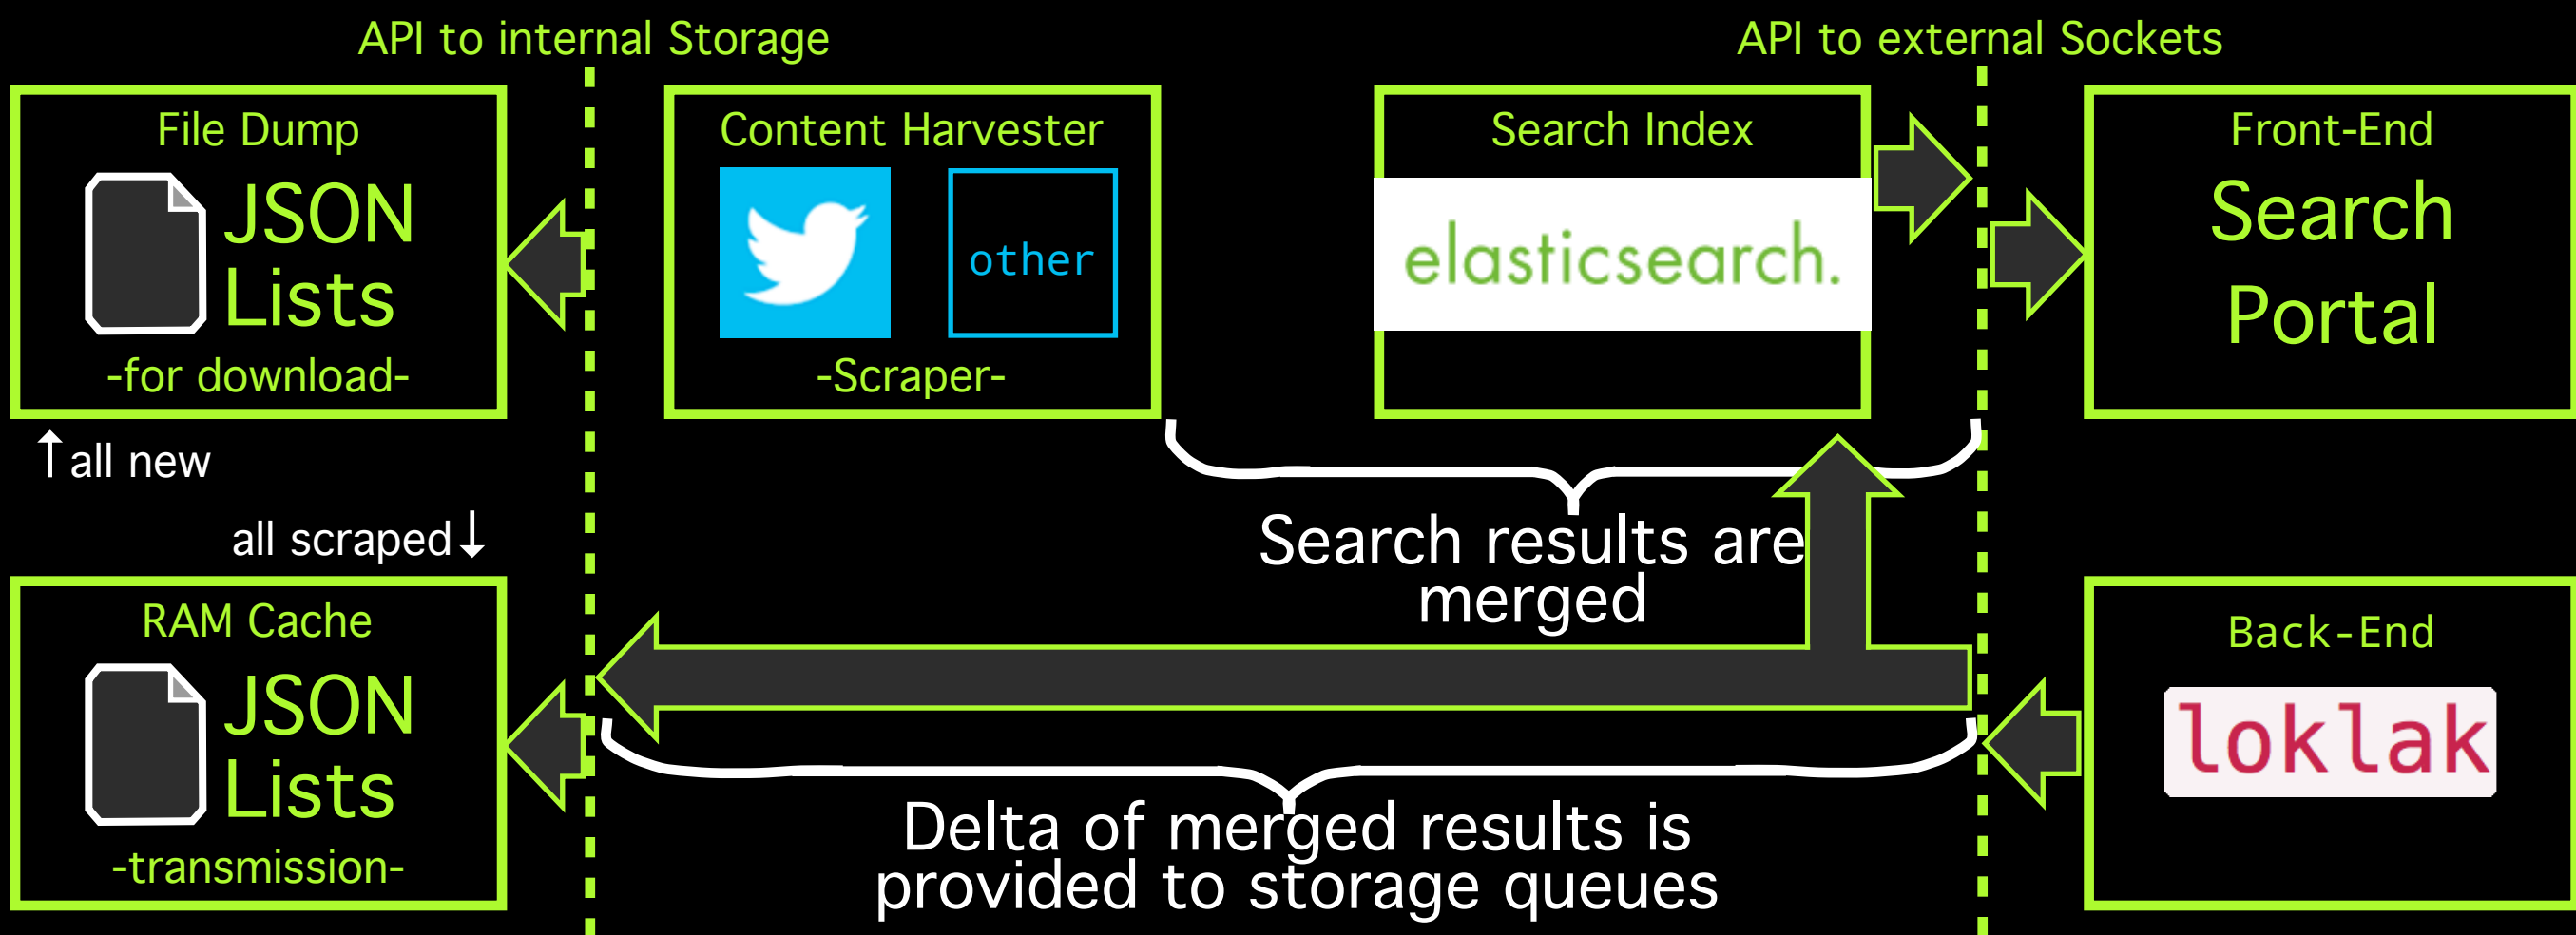 API to internal Storage
API to external Sockets
File Dump
JSON
Lists
-for download-
Content Harvester
other
-Scraper-
Search Index
elasticsearch.
Front-End
Search
Portal
↑all new
all scraped↓
Search results are
merged
RAM Cache
JSON
Lists
-transmission-
Delta of merged results is
provided to storage queues
Back-End
loklak